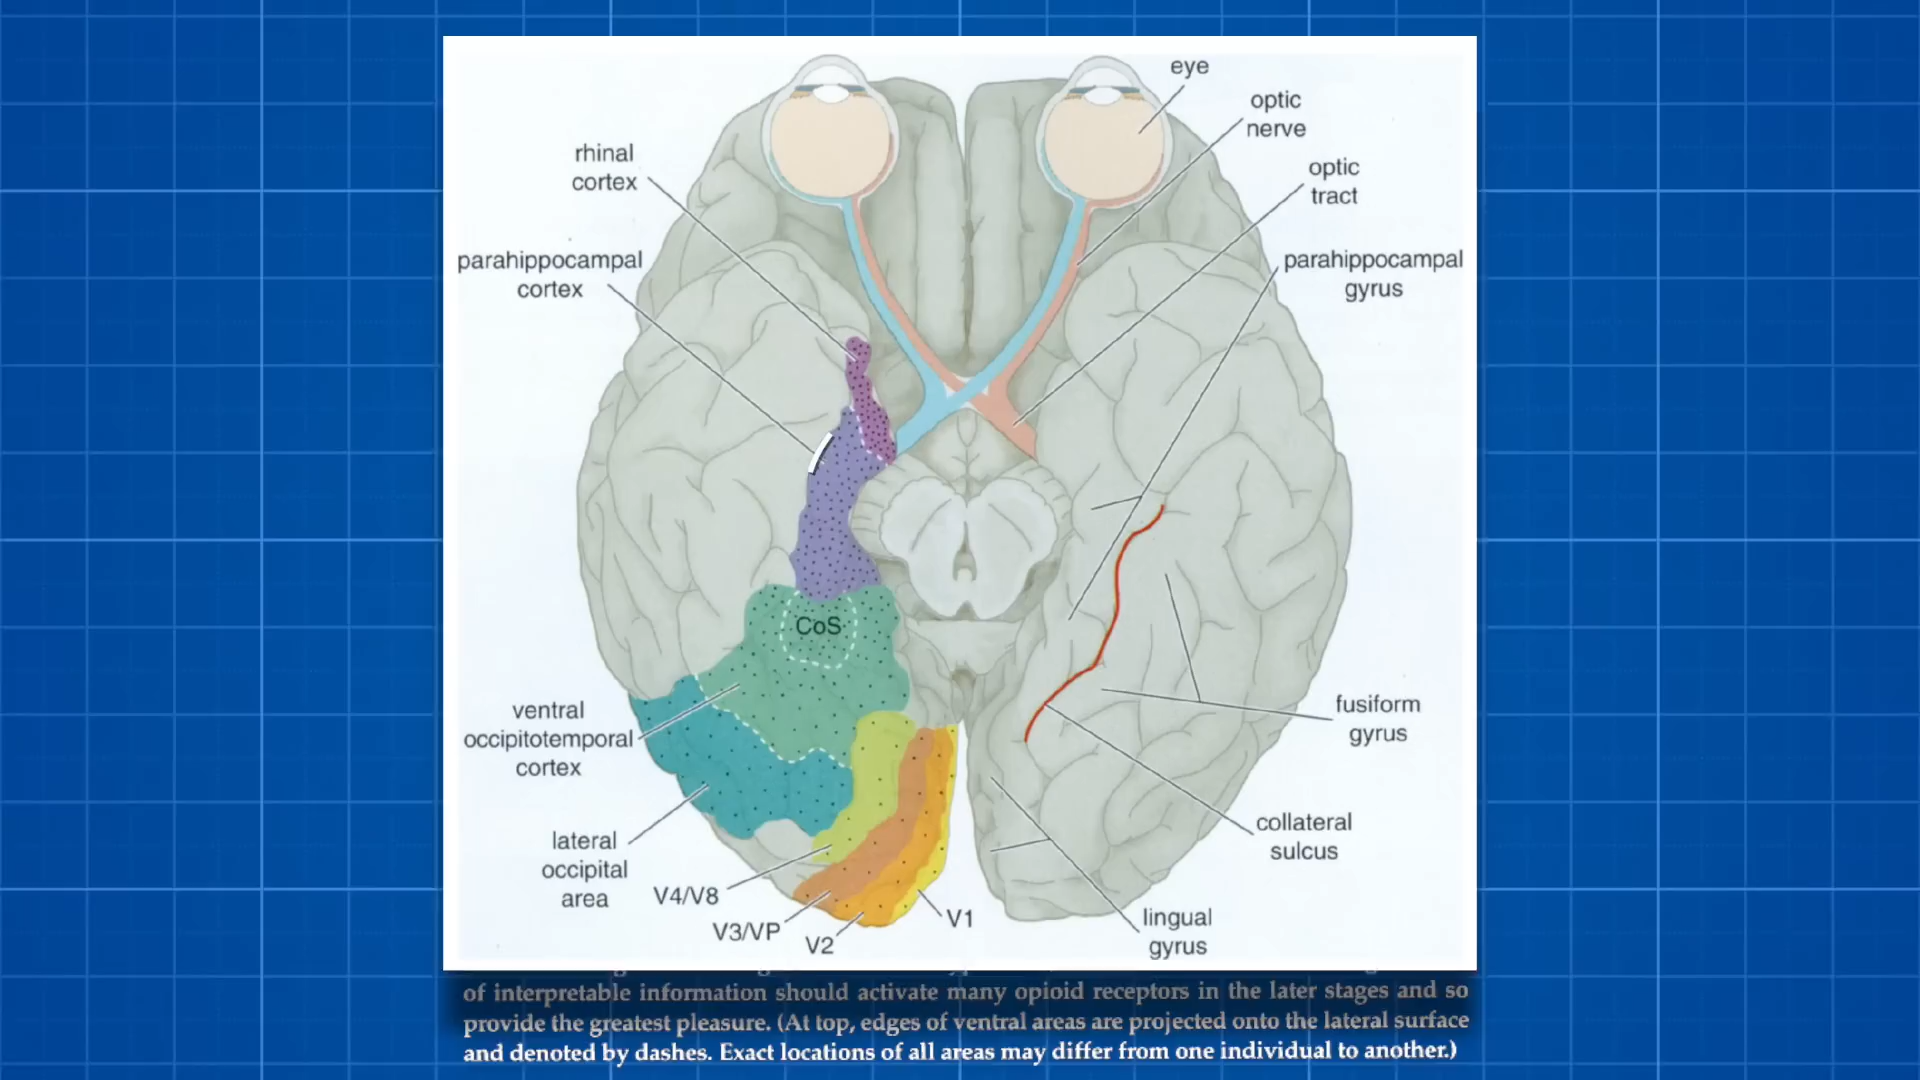 eye
optic
nerve
rhinal
cortex
optic
tract
parahippocampal
cortex
parahippocampal
gyrus
CoS
ventral
occipitotemporal
cortex
fusiform
gyrus
lateral
occipital
area
collateral
sulcus
V4/V8
V3/VP
V2
V1
lingual
gyrus
of interpretable information should activate many opioid receptors in the later stages and so
provide the greatest pleasure. (At top, edges of ventral areas are projected onto the lateral surface
and denoted by dashes. Exact locations of all areas may differ from one individual to another.)